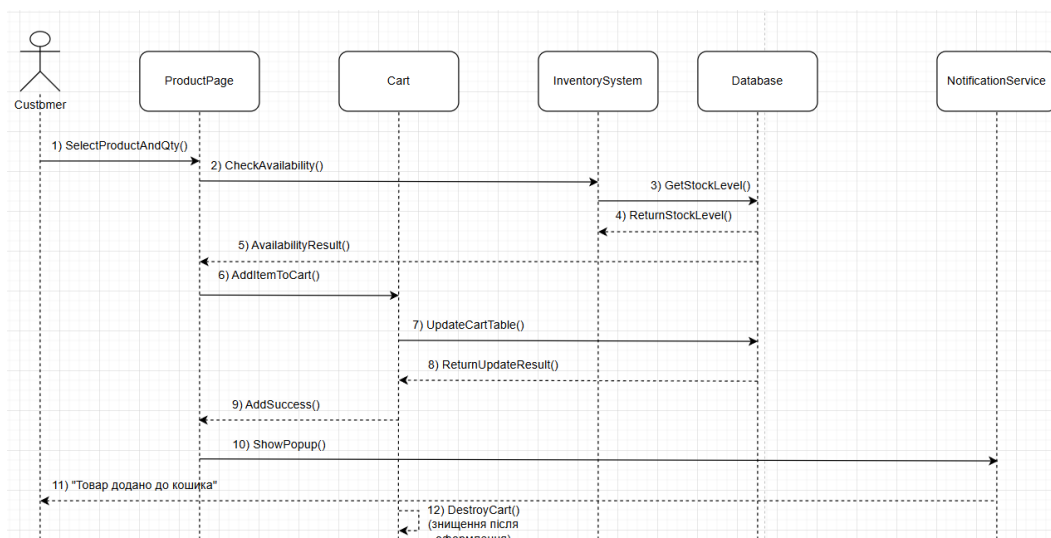 Customer
ProductPage
Cart
InventorySystem
Database
NotificationService
1) SelectProductAndQty()
2) CheckAvailability()
3) GetStockLevel()
4) ReturnStockLevel()
5) AvailabilityResult()
6) AddItemToCart()
7) UpdateCartTable()
8) ReturnUpdateResult()
9) AddSuccess()
10) ShowPopup()
11) "Товар додано до кошика"
12) DestroyCart()
(знищення після
оформлення)